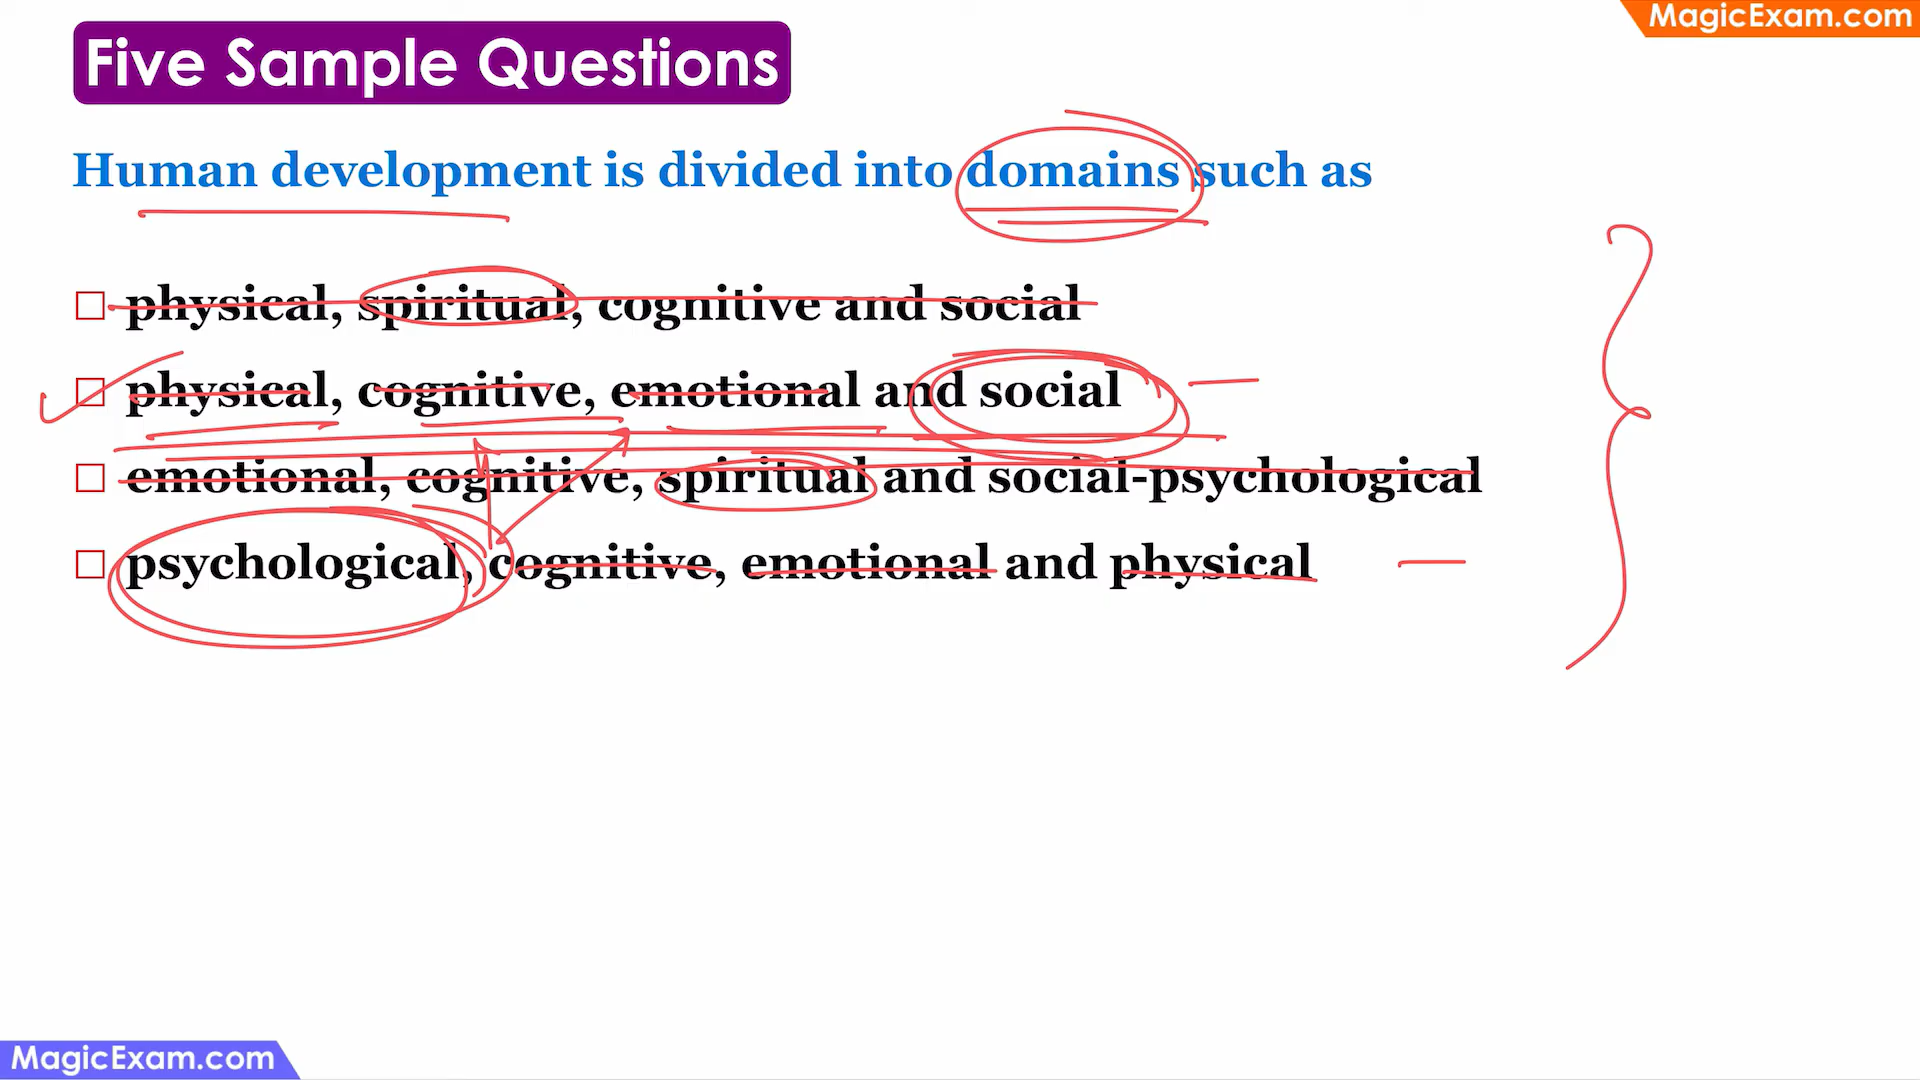 Five Sample Questions
MagicExam.com
Human development is divided into domains such as
physical, spiritual, cognitive and social
physical, cognitive, emotional and social
emotional, cognitive, spiritual and social-psychological
psychological, cognitive, emotional and physical
MagicExam.com